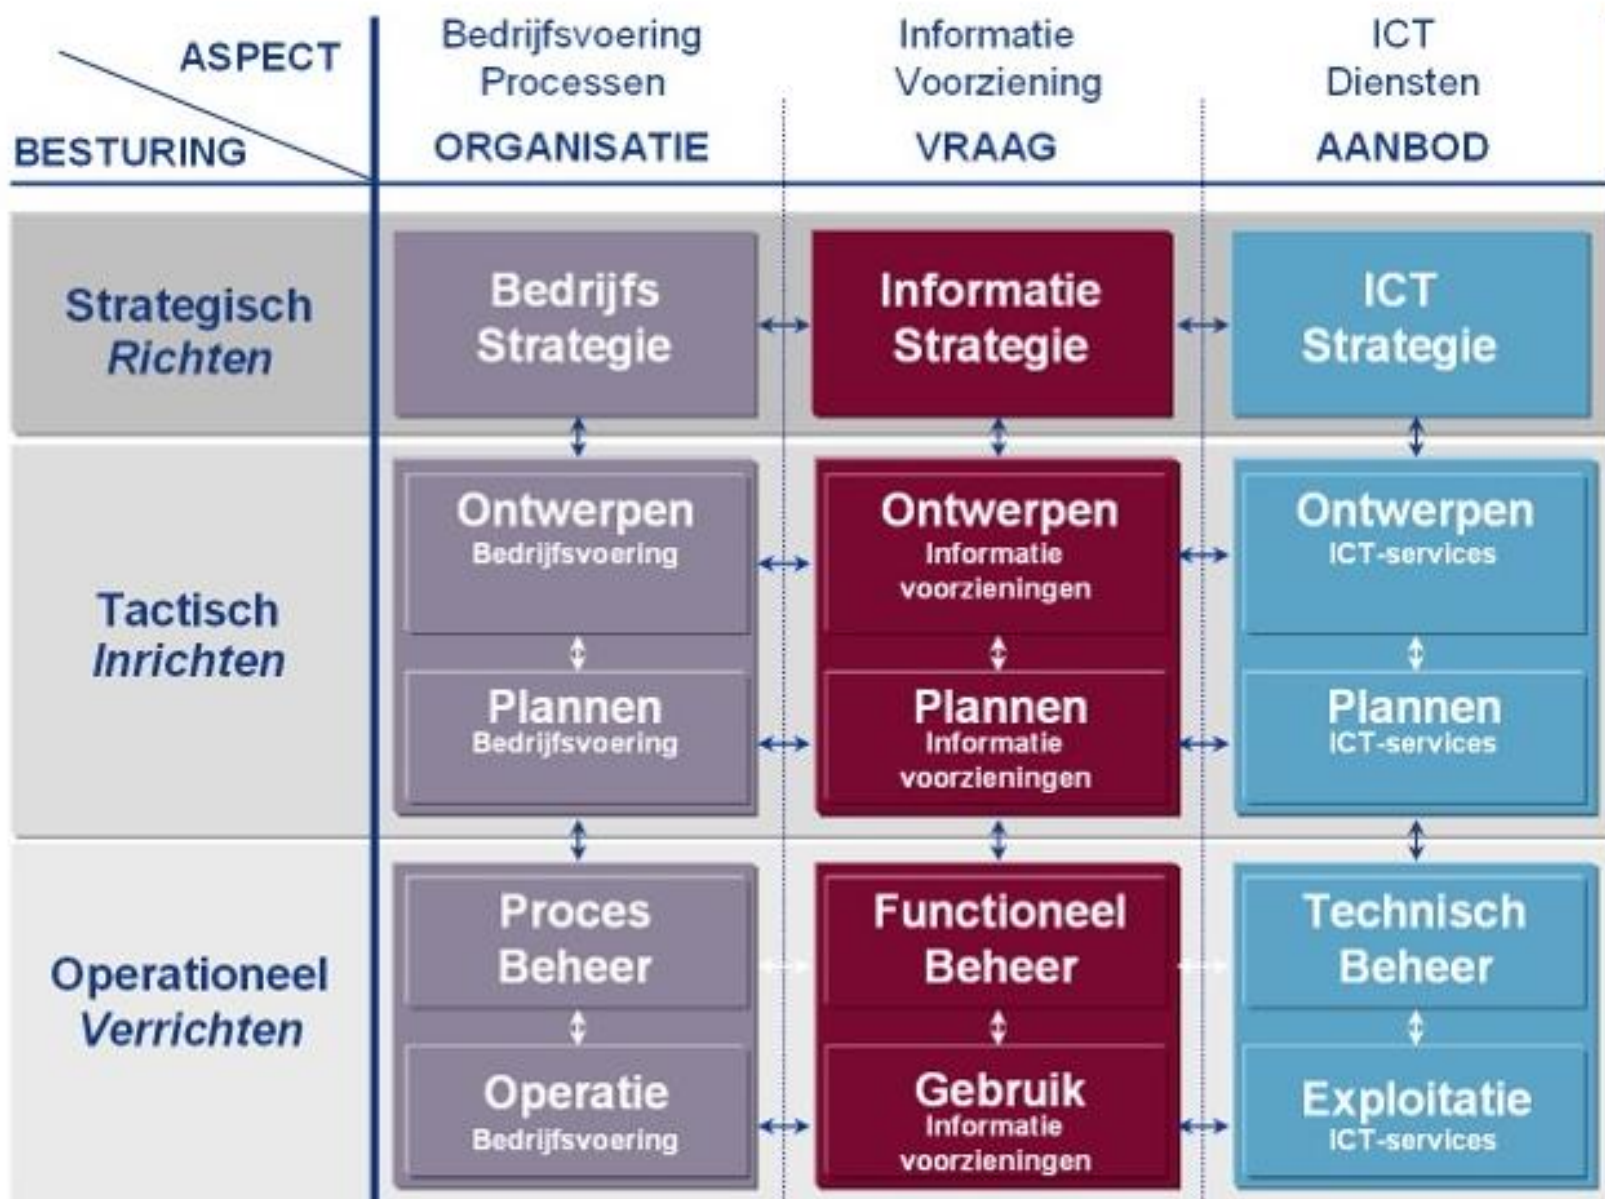 ASPECT
BESTURING
Bedrijfsvoering
Processen
ORGANISATIE
Informatie
Voorziening
VRAAG
ICT
Diensten
AANBOD
Strategisch
Richten
Bedrijfs
Strategie
Informatie
Strategie
ICT
Strategie
Tactisch
Inrichten
Ontwerpen
Bedrijfsvoering
Ontwerpen
Informatie
voorzieningen
Ontwerpen
ICT-services
Plannen
Bedrijfsvoering
Plannen
Informatie
voorzieningen
Plannen
ICT-services
Operationeel
Verrichten
Proces
Beheer
Functioneel
Beheer
Technisch
Beheer
Operatie
Bedrijfsvoering
Gebruik
Informatie
voorzieningen
Exploitatie
ICT-services